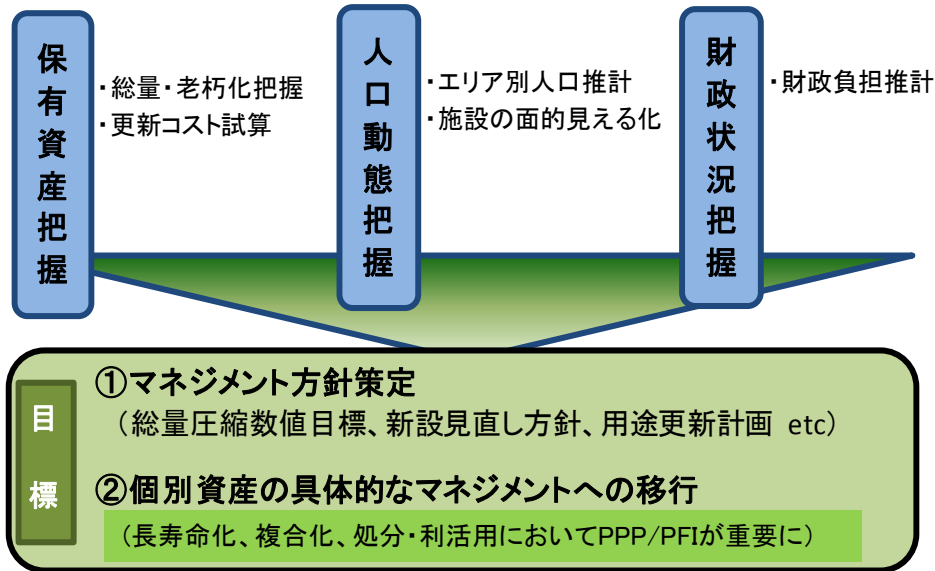 保有資産把握
・総量・老朽化把握
・更新コスト試算
人口動態把握
・エリア別人口推計
・施設の面的見える化
財政状況把握
・財政負担推計
目標
①マネジメント方針策定
（総量圧縮数値目標、新設見直し方針、用途更新計画 etc）
②個別資産の具体的なマネジメントへの移行
（長寿命化、複合化、処分・利活用においてPPP/PFIが重要に）